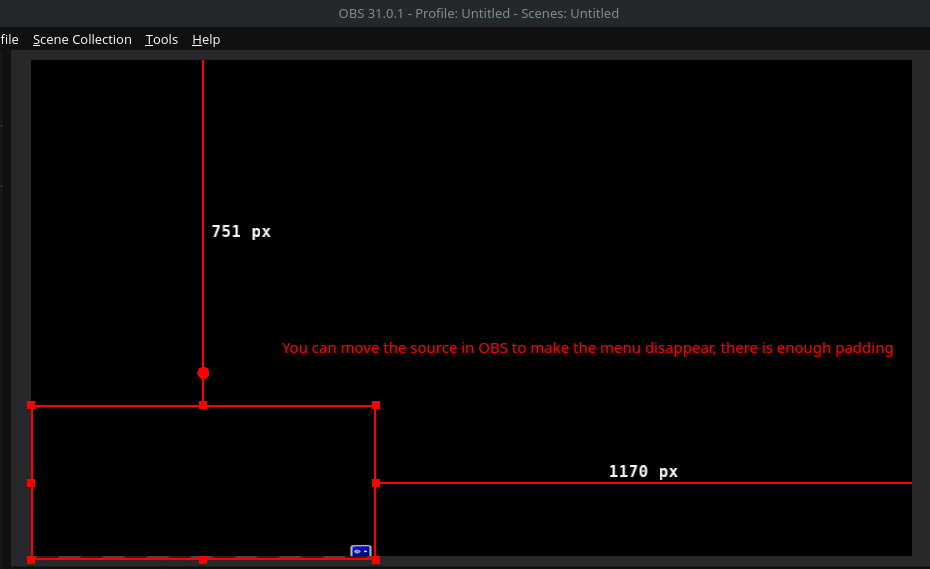 OBS 31.0.1 - Profile: Untitled - Scenes: Untitled
file Scene Collection Tools Help
751 px
You can move the source in OBS to make the menu disappear, there is enough padding
1170 px